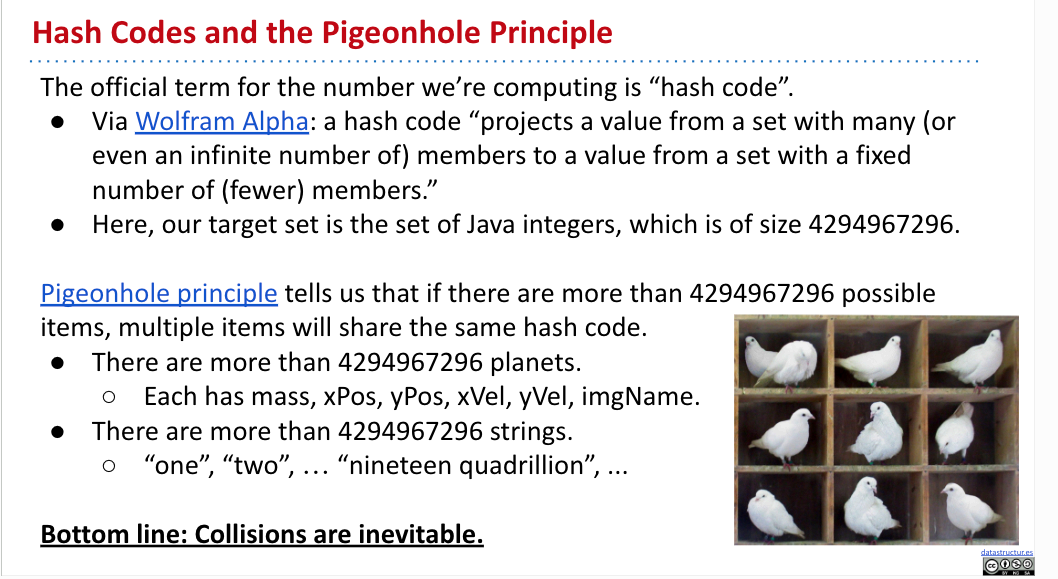 Hash Codes and the Pigeonhole Principle
The official term for the number we’re computing is “hash code”.
● Via Wolfram Alpha: a hash code “projects a value from a set with many (or
even an infinite number of) members to a value from a set with a fixed
number of (fewer) members.”
● Here, our target set is the set of Java integers, which is of size 4294967296.
Pigeonhole principle tells us that if there are more than 4294967296 possible
items, multiple items will share the same hash code.
● There are more than 4294967296 planets.
○ Each has mass, xPos, yPos, xVel, yVel, imgName.
● There are more than 4294967296 strings.
○ “one”, “two”, … “nineteen quadrillion”, ...
Bottom line: Collisions are inevitable.
datastructur.es
CC BY NC SA